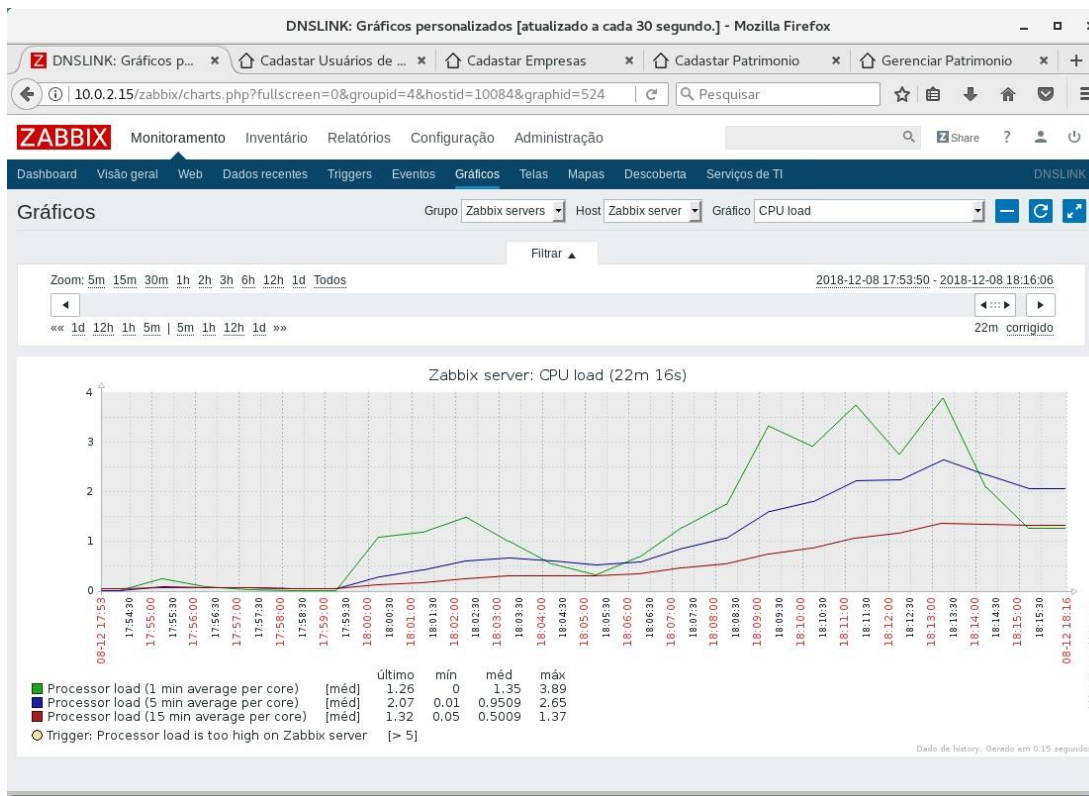 DNSLINK: Gráficos personalizados [atualizado a cada 30 segundo.] - Mozilla Firefox
DNSLINK: Gráficos p... Cadastar Usuários de ... Cadastar Empresas Cadastar Patrimonio Gerenciar Patrimonio
10.0.2.15/zabbix/charts.php?fullscreen=0&groupid=4&hostid=10084&graphid=524 Pesquisar
ZABBIX Monitoramento Inventário Relatórios Configuração Administração Z Share ?
Dashboard Visão geral Web Dados recentes Triggers Eventos Gráficos Telas Mapas Descoberta Serviços de TI DNSLINK
Gráficos Grupo Zabbix servers Host Zabbix server Gráfico CPU load
Filtrar
Zoom: 5m 15m 30m 1h 2h 3h 6h 12h 1d Todos 2018-12-08 17:53:50 - 2018-12-08 18:16:06
«« 1d 12h 1h 5m | 5m 1h 12h 1d »» 22m corrigido
Zabbix server: CPU load (22m 16s)
4
3
2
1
0
08-12 17:53 17:54:30 17:55:00 17:55:30 17:56:00 17:56:30 17:57:00 17:57:30 17:58:00 17:58:30 17:59:00 17:59:30 18:00:00 18:00:30 18:01:00 18:01:30 18:02:00 18:02:30 18:03:00 18:03:30 18:04:00 18:04:30 18:05:00 18:05:30 18:06:00 18:06:30 18:07:00 18:07:30 18:08:00 18:08:30 18:09:00 18:09:30 18:10:00 18:10:30 18:11:00 18:11:30 18:12:00 18:12:30 18:13:00 18:13:30 18:14:00 18:14:30 18:15:00 18:15:30 08-12 18:16
último mín méd máx
Processor load (1 min average per core) [méd] 1.26 0 1.35 3.89
Processor load (5 min average per core) [méd] 2.07 0.01 0.9509 2.65
Processor load (15 min average per core) [méd] 1.32 0.05 0.5009 1.37
Trigger: Processor load is too high on Zabbix server [> 5]
Dado de history. Gerado em 0.15 segundo